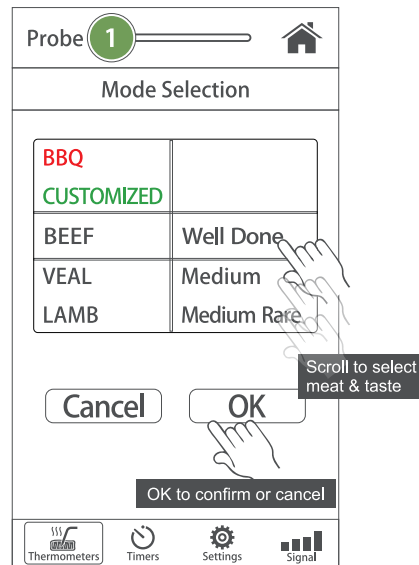 Probe 1
Mode Selection
BBQ
CUSTOMIZED
BEEF Well Done
VEAL Medium
LAMB Medium Rare
Scroll to select
meat & taste
Cancel OK
OK to confirm or cancel
Thermometers Timers Settings Signal